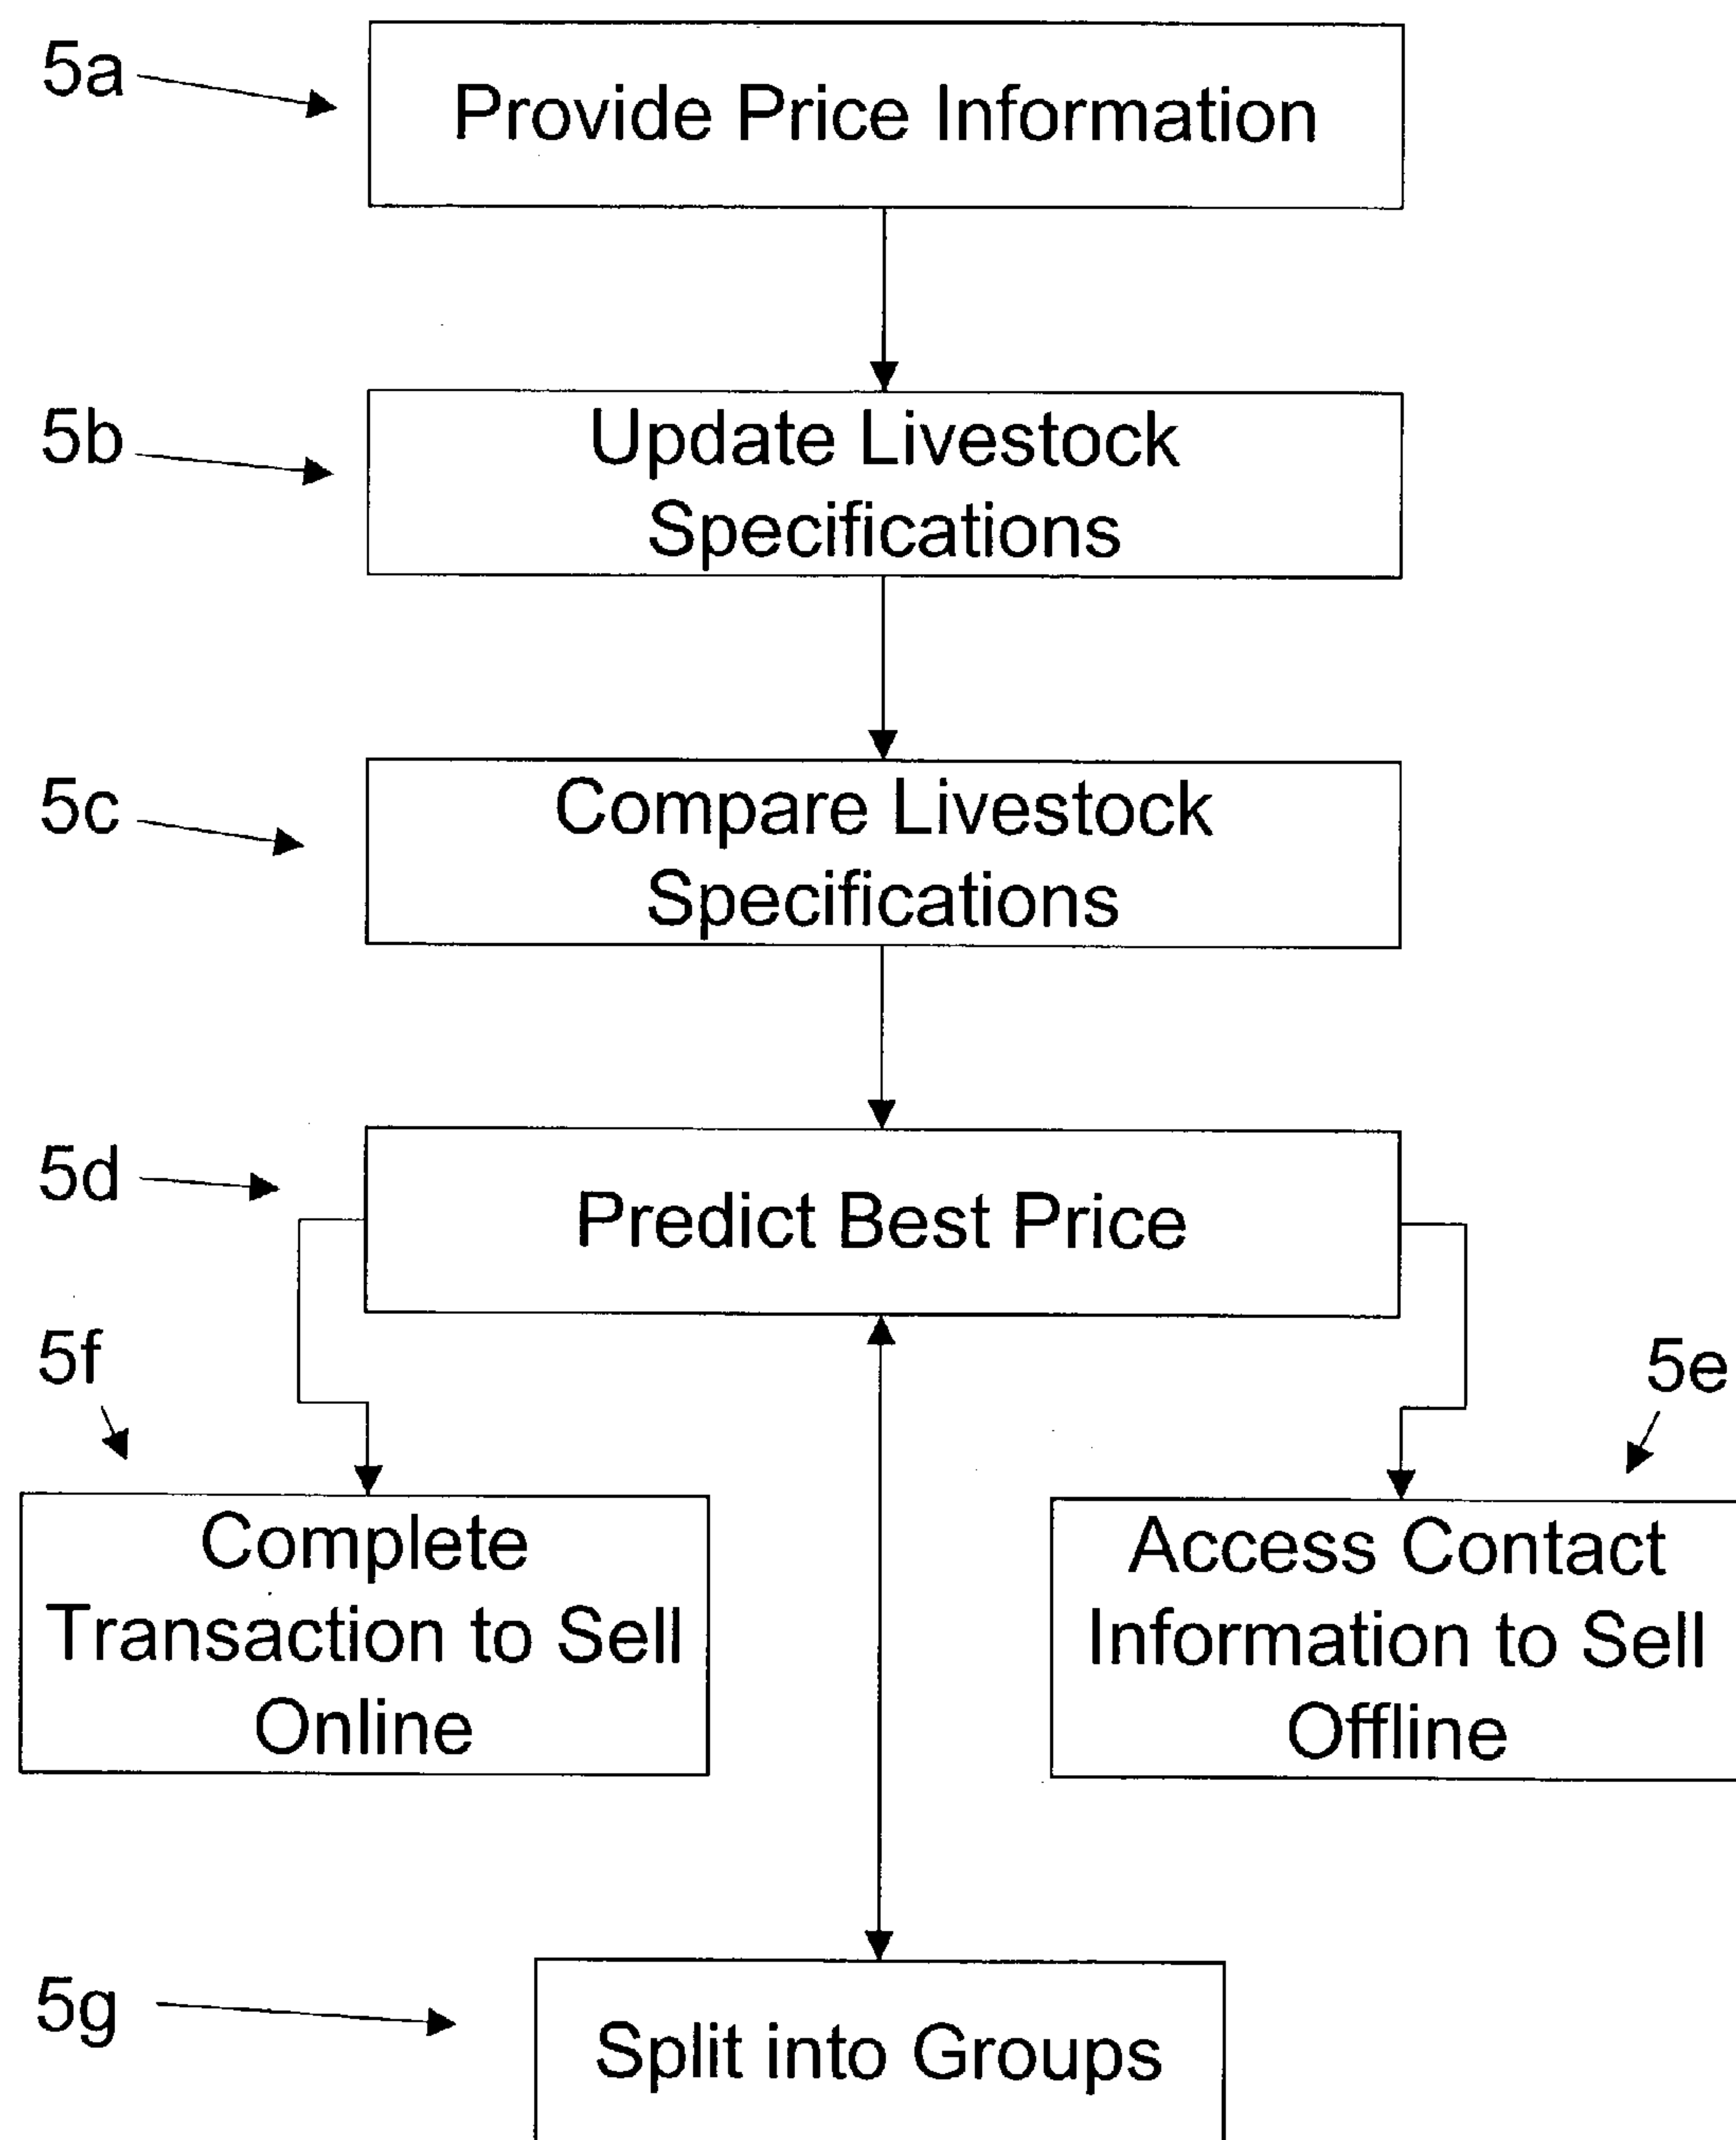 5a
Provide Price Information
5b
Update Livestock
Specifications
5c
Compare Livestock
Specifications
5d
Predict Best Price
5f
5e
Complete
Transaction to Sell
Online
Access Contact
Information to Sell
Offline
5g
Split into Groups